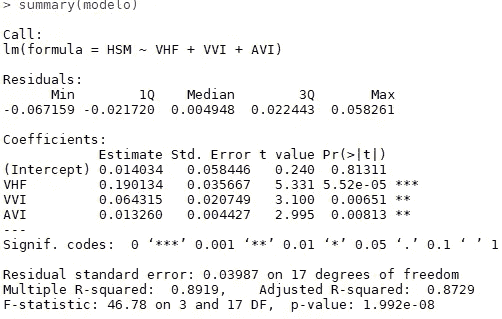 > summary(modelo)
Call:
lm(formula = HSM ~ VHF + VVI + AVI)
Residuals:
      Min        1Q    Median        3Q       Max
-0.067159 -0.021720  0.004948  0.022443  0.058261
Coefficients:
            Estimate Std. Error t value Pr(>|t|)
(Intercept) 0.014034   0.058446   0.240  0.81311
VHF         0.190134   0.035667   5.331 5.52e-05 ***
VVI         0.064315   0.020749   3.100  0.00651 **
AVI         0.013260   0.004427   2.995  0.00813 **
---
Signif. codes:  0 ‘***’ 0.001 ‘**’ 0.01 ‘*’ 0.05 ‘.’ 0.1 ‘ ’ 1
Residual standard error: 0.03987 on 17 degrees of freedom
Multiple R-squared:  0.8919,    Adjusted R-squared:  0.8729
F-statistic: 46.78 on 3 and 17 DF,  p-value: 1.992e-08